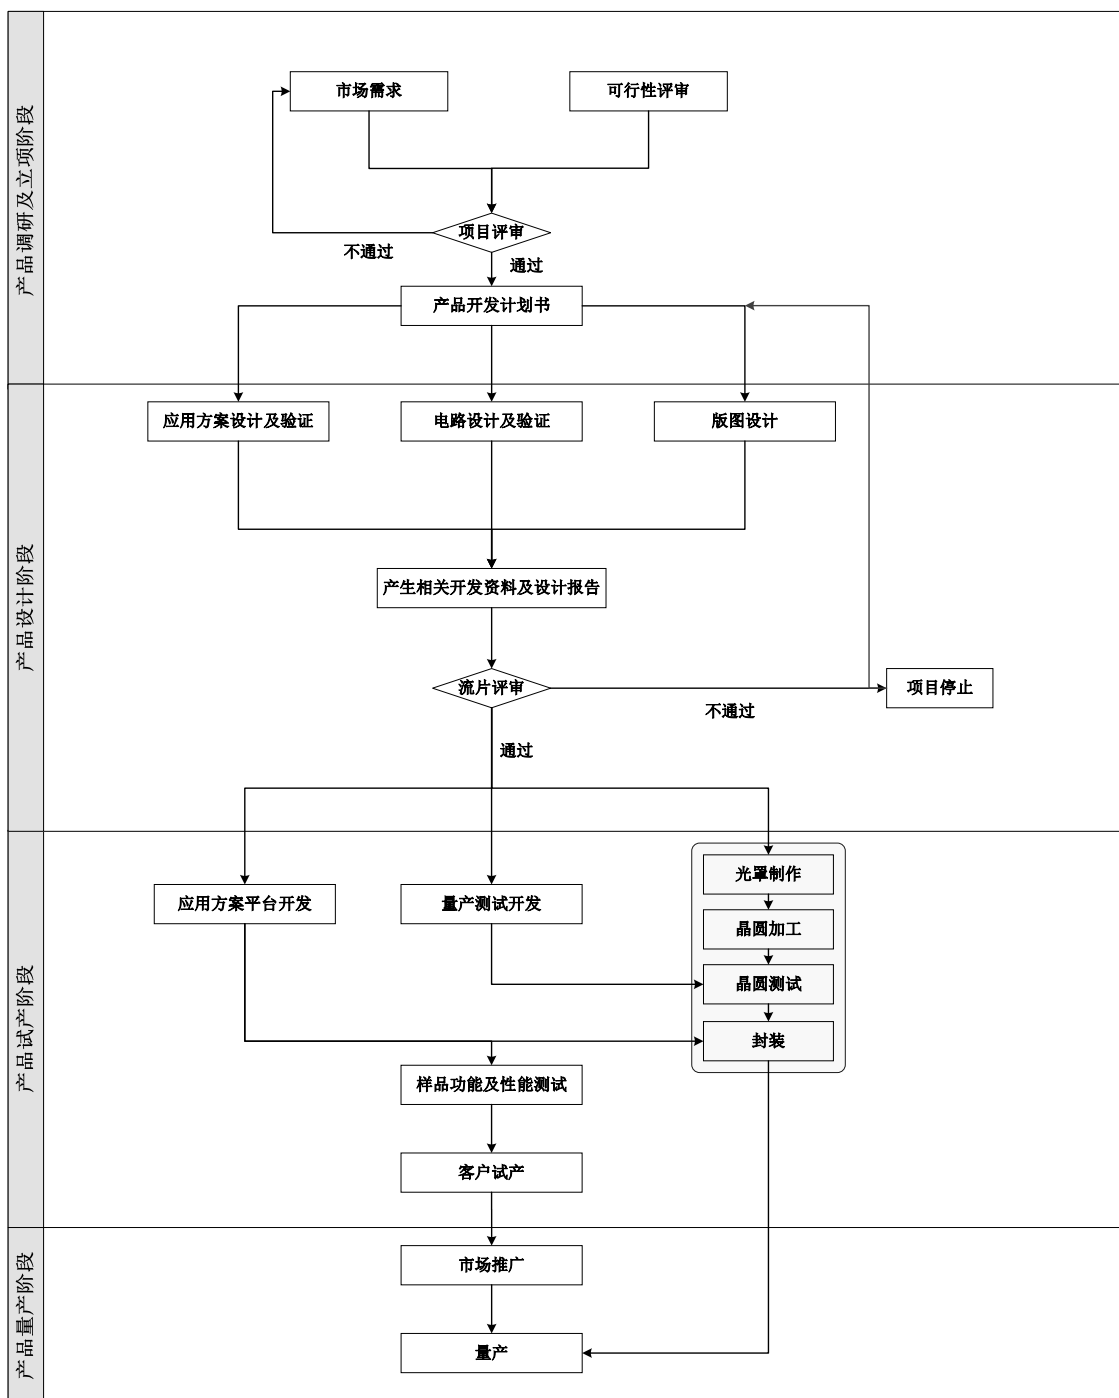 产品调研及立项阶段
市场需求
可行性评审
项目评审
不通过
通过
产品开发计划书
产品设计阶段
应用方案设计及验证
电路设计及验证
版图设计
产生相关开发资料及设计报告
流片评审
项目停止
不通过
通过
产品试产阶段
光罩制作
应用方案平台开发
量产测试开发
晶圆加工
晶圆测试
封装
样品功能及性能测试
客户试产
产品量产阶段
市场推广
量产